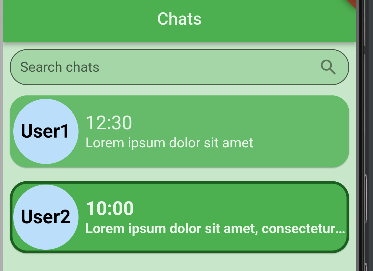 Chats
Search chats
User1
12:30
Lorem ipsum dolor sit amet
User2
10:00
Lorem ipsum dolor sit amet, consectetur...